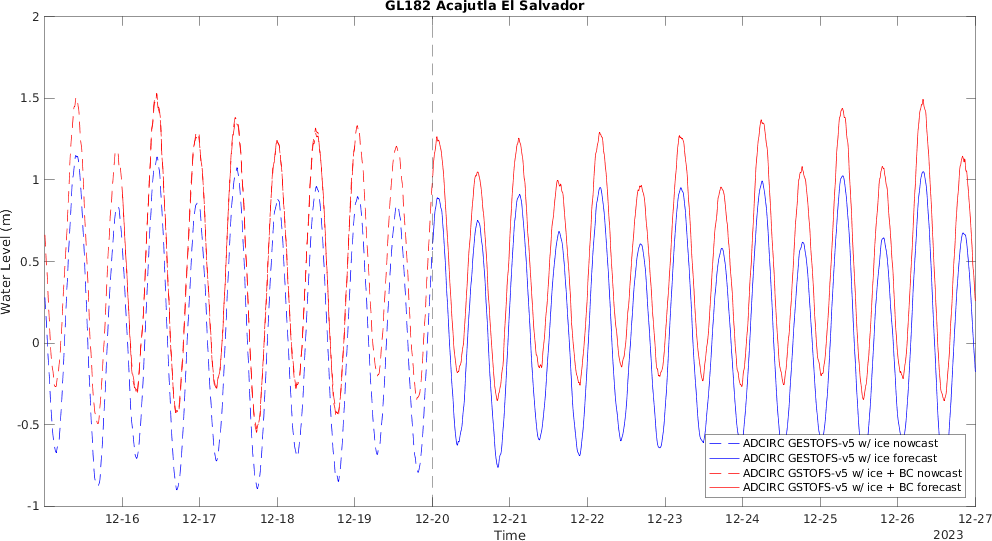 GL182 Acajutla El Salvador
Water Level (m)
2
1.5
1
0.5
0
-0.5
-1
ADCIRC GESTOFS-v5 w/ ice nowcast
ADCIRC GESTOFS-v5 w/ ice forecast
ADCIRC GSTOFS-v5 w/ ice + BC nowcast
ADCIRC GSTOFS-v5 w/ ice + BC forecast
12-16 12-17 12-18 12-19 12-20 12-21 12-22 12-23 12-24 12-25 12-26 12-27
Time
2023